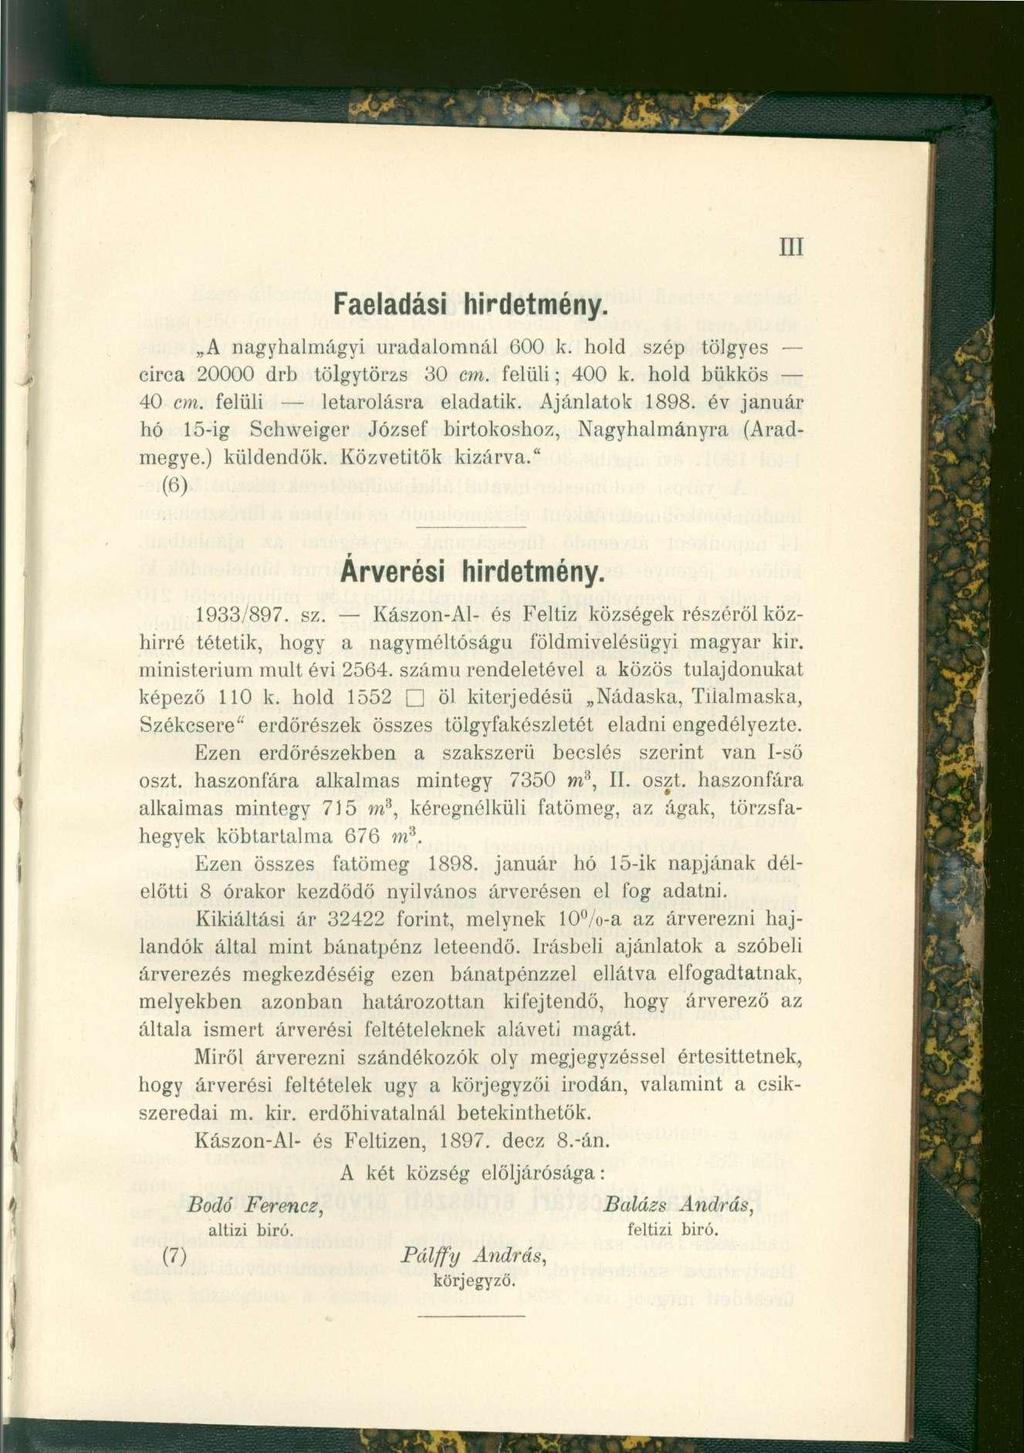 III
Faeladási hirdetmény.
„A nagyhalmágyi uradalomnál 600 k. hold szép tölgyes —
circa 20000 drb tölgytörzs 30 cm. felüli; 400 k. hold bükkös —
40 cm. felüli — letarolásra eladatik. Ajánlatok 1898. év január
hó 15-ig Schweiger József birtokoshoz, Nagyhalmányra (Arad-
megye.) küldendők. Közvetitők kizárva.“
(6)
Árverési hirdetmény.
1933/897. sz. — Kászon-Al- és Feltiz községek részéről köz-
hirré tétetik, hogy a nagyméltóságu földmivelésügyi magyar kir.
ministerium mult évi 2564. számu rendeletével a közös tulajdonukat
képező 110 k. hold 1552 □ öl kiterjedésü „Nádaska, Tilalmaska,
Székcsere“ erdőrészek összes tölgyfakészletét eladni engedélyezte.
Ezen erdőrészekben a szakszerü becslés szerint van I-ső
oszt. haszonfára alkalmas mintegy 7350 m³, II. oszt. haszonfára
alkalmas mintegy 715 m³, kéregnélküli fatömeg, az ágak, törzsfa-
hegyek köbtartalma 676 m³.
Ezen összes fatömeg 1898. január hó 15-ik napjának dél-
előtti 8 órakor kezdődő nyilvános árverésen el fog adatni.
Kikiáltási ár 32422 forint, melynek 10%-a az árverezni haj-
landók által mint bánatpénz leteendő. Irásbeli ajánlatok a szóbeli
árverezés megkezdéséig ezen bánatpénzzel ellátva elfogadtatnak,
melyekben azonban határozottan kifejtendő, hogy árverező az
általa ismert árverési feltételeknek aláveti magát.
Miről árverezni szándékozók oly megjegyzéssel értesittetnek,
hogy árverési feltételek ugy a körjegyzői irodán, valamint a csik-
szeredai m. kir. erdőhivatalnál betekinthetők.
Kászon-Al- és Feltizen, 1897. decz 8.-án.
A két község előljárósága:
Bodó Ferencz, Balázs András,
altizi biró. feltizi biró.
(7) Pálffy András,
körjegyző.